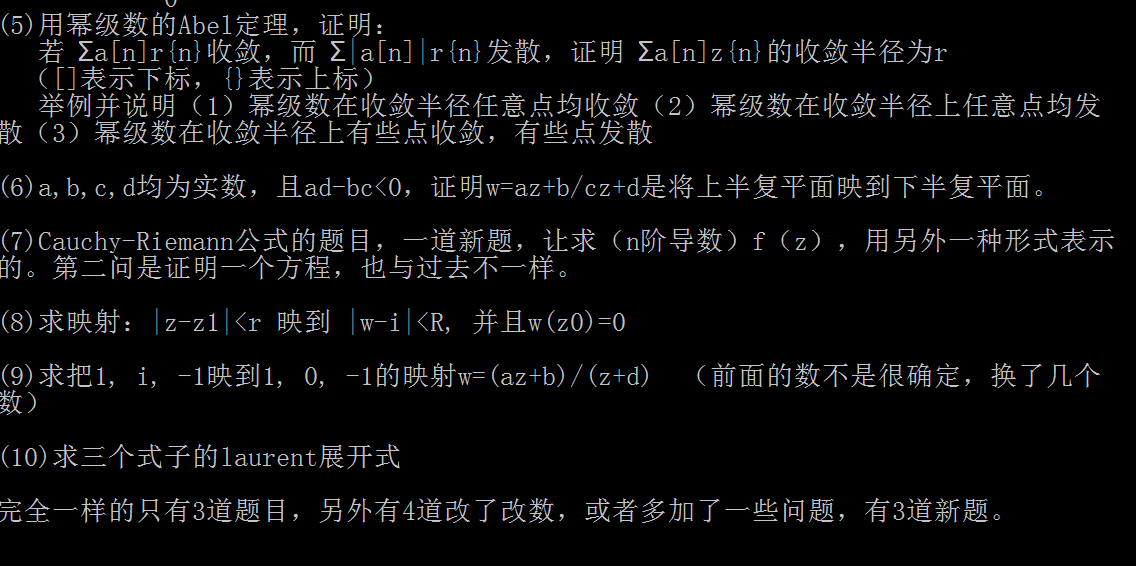 (5)用幂级数的Abel定理，证明：
若 Σa[n]r{n}收敛，而 Σ|a[n]|r{n}发散，证明 Σa[n]z{n}的收敛半径为r
（[]表示下标，{}表示上标）
举例并说明（1）幂级数在收敛半径任意点均收敛（2）幂级数在收敛半径上任意点均发
散（3）幂级数在收敛半径上有些点收敛，有些点发散
(6)a,b,c,d均为实数，且ad-bc<0，证明w=az+b/cz+d是将上半复平面映到下半复平面。
(7)Cauchy-Riemann公式的题目，一道新题，让求（n阶导数）f（z），用另外一种形式表示
的。第二问是证明一个方程，也与过去不一样。
(8)求映射：|z-z1|<r 映到 |w-i|<R, 并且w(z0)=0
(9)求把1, i, -1映到1, 0, -1的映射w=(az+b)/(z+d) （前面的数不是很确定，换了几个
数）
(10)求三个式子的laurent展开式
完全一样的只有3道题目，另外有4道改了改数，或者多加了一些问题，有3道新题。